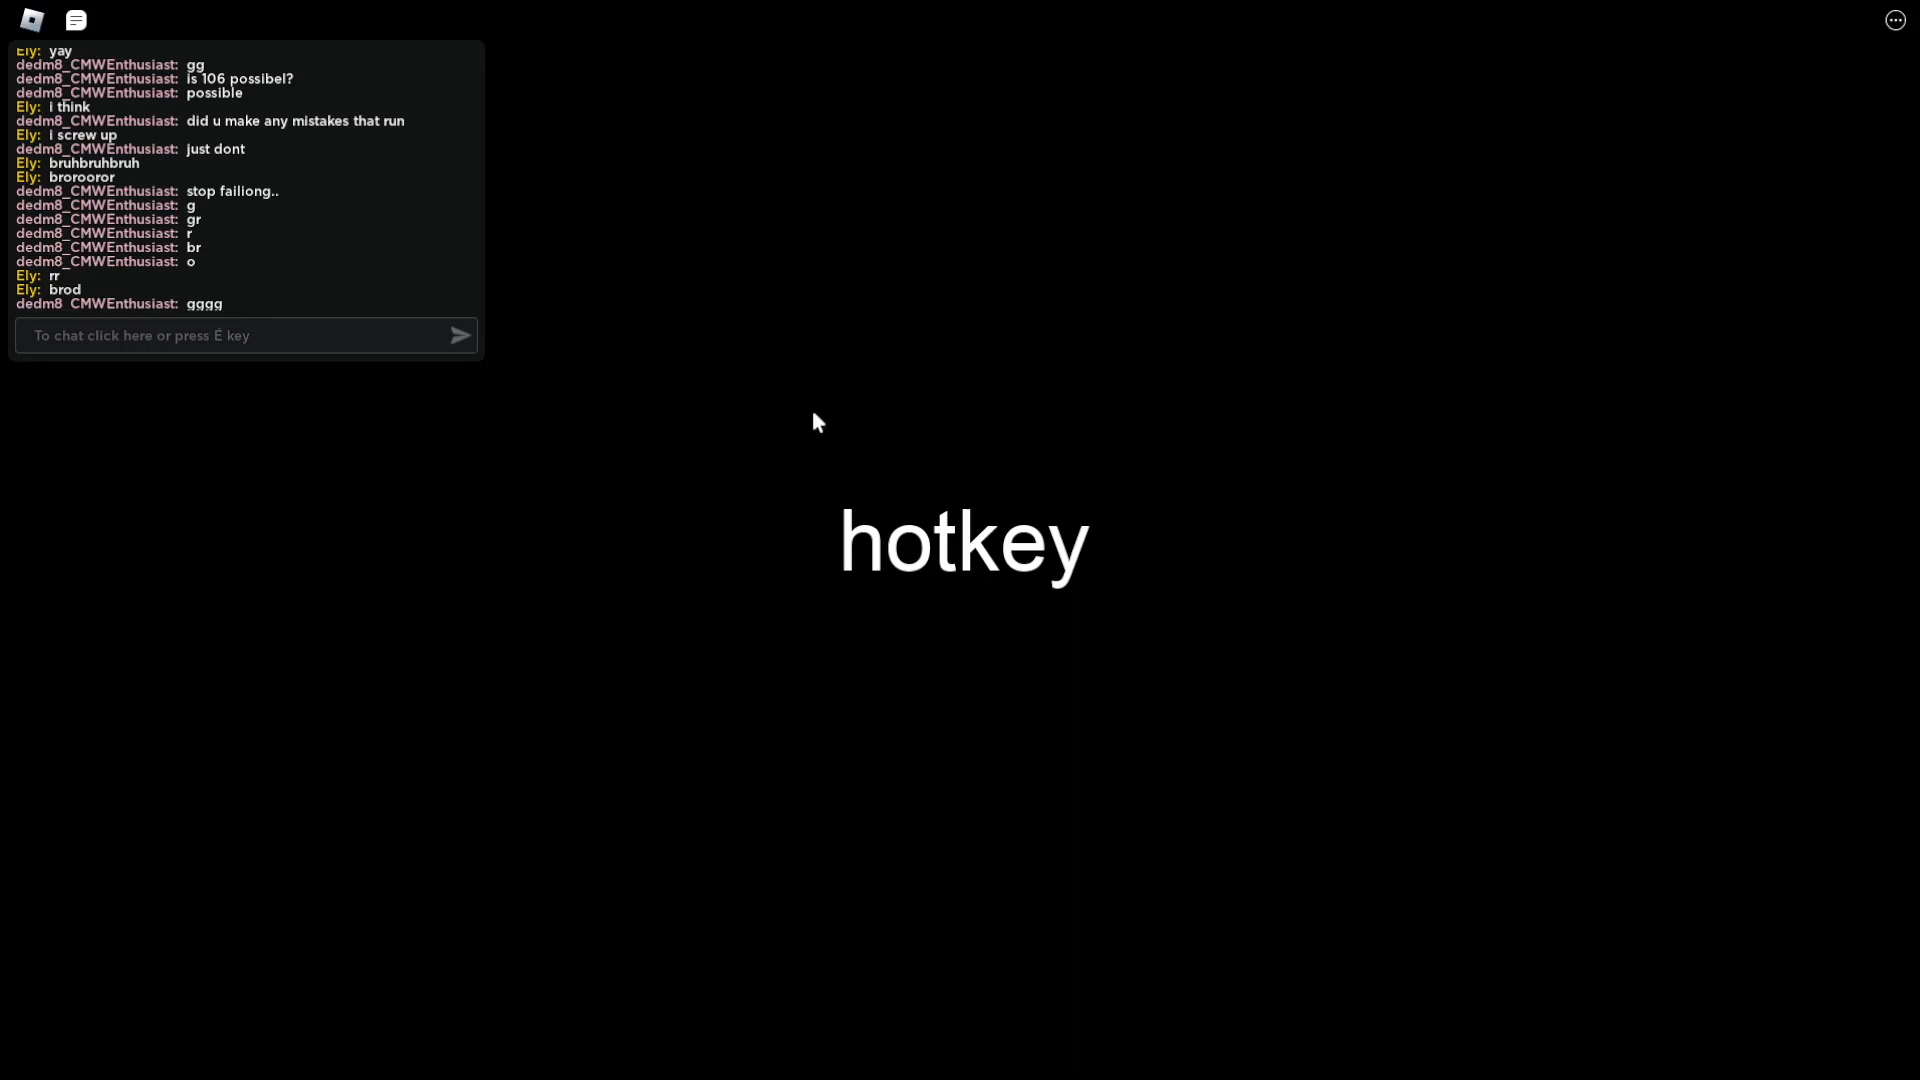 Ely: yay
dedm8_CMWEnthusiast: gg
dedm8_CMWEnthusiast: is 106 possibel?
dedm8_CMWEnthusiast: possible
Ely: i think
dedm8_CMWEnthusiast: did u make any mistakes that run
Ely: i screw up
dedm8_CMWEnthusiast: just dont
Ely: bruhbruhbruh
Ely: brorooror
dedm8_CMWEnthusiast: stop failiong..
dedm8_CMWEnthusiast: g
dedm8_CMWEnthusiast: gr
dedm8_CMWEnthusiast: r
dedm8_CMWEnthusiast: br
dedm8_CMWEnthusiast: o
Ely: rr
Ely: brod
dedm8_CMWEnthusiast: gggg
To chat click here or press É key
hotkey